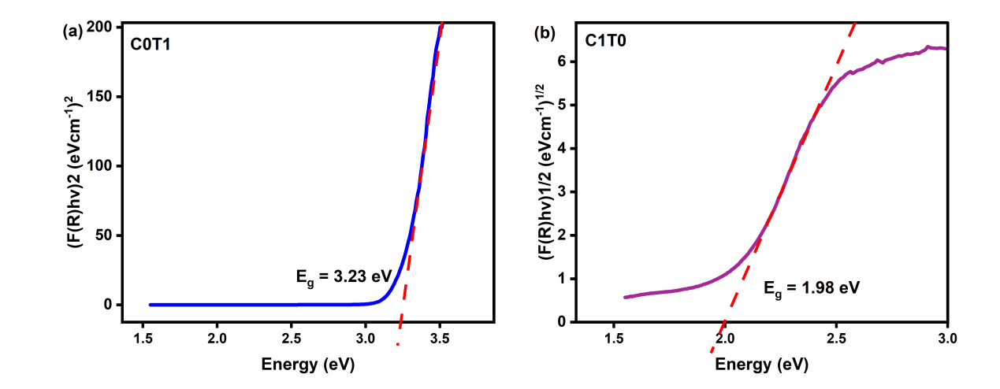 (a)
C0T1
200
150
100
50
0
(F(R)hv)2 (eVcm⁻¹)²
E_g = 3.23 eV
1.5 2.0 2.5 3.0 3.5
Energy (eV)
(b)
C1T0
6
5
4
3
2
1
0
(F(R)hv)1/2 (eVcm⁻¹)^1/2
E_g = 1.98 eV
1.5 2.0 2.5 3.0
Energy (eV)